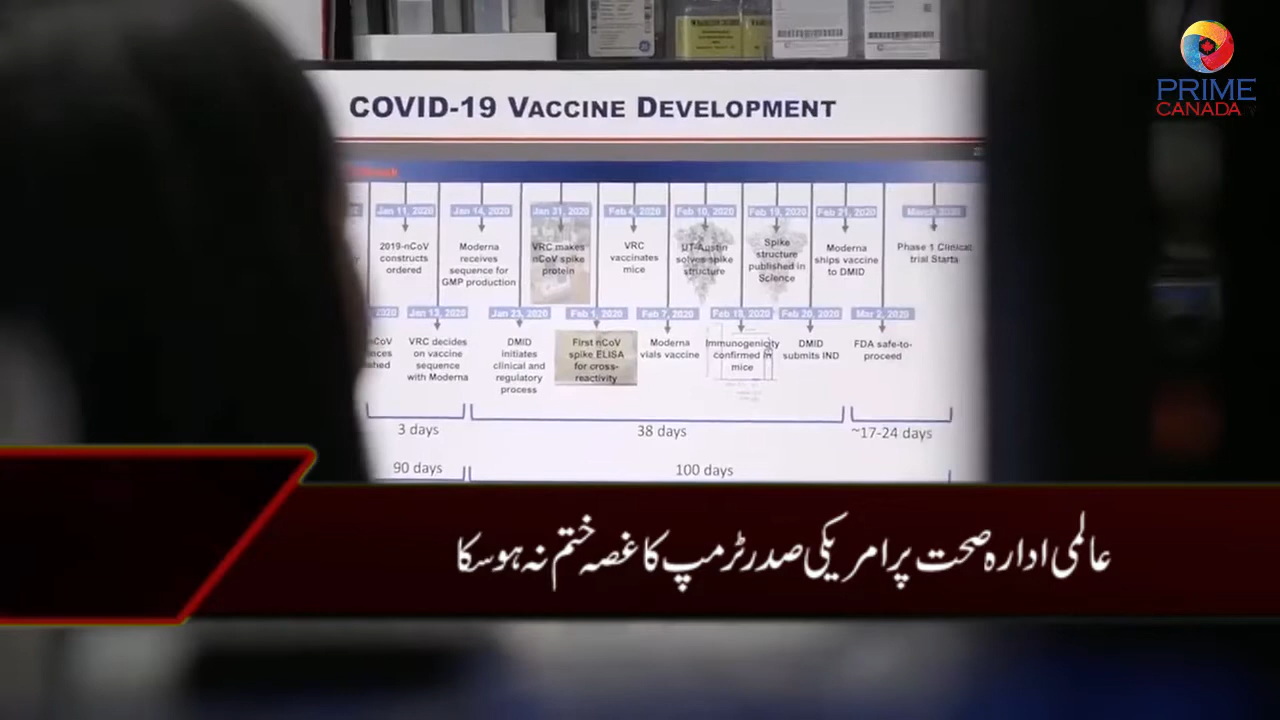 PRIME
CANADA
COVID-19 VACCINE DEVELOPMENT
Jan 11, 2020
2019-nCoV
constructs
ordered
Jan 14, 2020
Moderna
receives
sequence for
GMP production
Jan 31, 2020
VRC makes
nCoV spike
protein
Feb 4, 2020
VRC
vaccinates
mice
Feb 10, 2020
UT-Austin
solves spike
structure
Feb 19, 2020
Spike
structure
published in
Science
Feb 21, 2020
Moderna
ships vaccine
to DMID
March 2020
Phase 1 Clinical
trial Starts
2020
nCoV
Jan 13, 2020
VRC decides
on vaccine
sequence
with Moderna
Jan 23, 2020
DMID
initiates
clinical and
regulatory
process
Feb 1, 2020
First nCoV
spike ELISA
for cross-
reactivity
Feb 7, 2020
Moderna
vials vaccine
Feb 19, 2020
Immunogenicity
confirmed in
mice
Feb 20, 2020
DMID
submits IND
Mar 2, 2020
FDA safe-to-
proceed
3 days
38 days
~17-24 days
90 days
100 days
عالمی ادارہ صحت پر امریکی صدر ٹرمپ کا غصہ ختم نہ ہوسکا